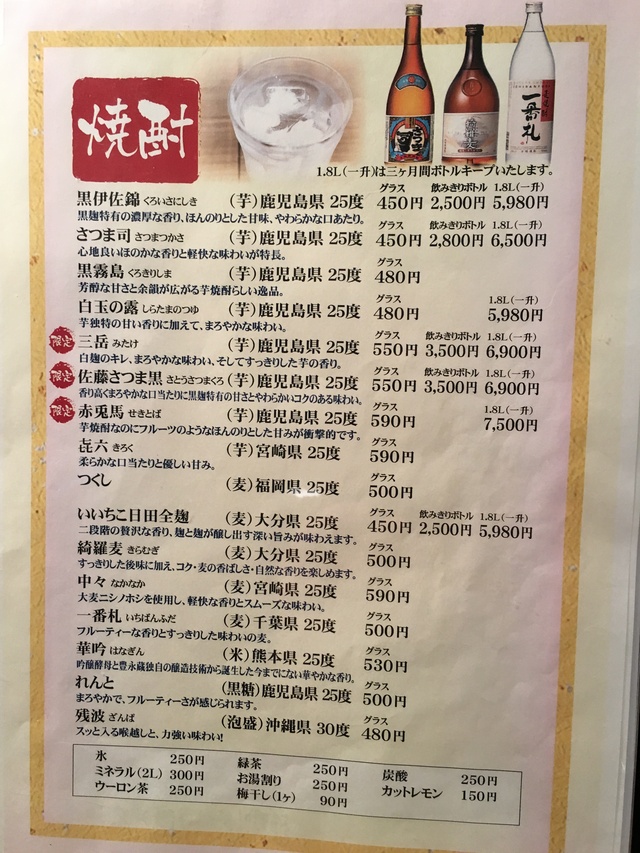 焼酎
さつま司
一番札
1.8L(一升)は三ヶ月間ボトルキープいたします。
黒伊佐錦 くろいさにしき (芋)鹿児島県 25度 グラス 450円 飲みきりボトル 2,500円 1.8L(一升) 5,980円
黒麹特有の濃厚な香り、ほんのりとした甘味、やわらかな口あたり。
さつま司 さつまつかさ (芋)鹿児島県 25度 グラス 450円 飲みきりボトル 2,800円 1.8L(一升) 6,500円
心地良いほのかな香りと軽快な味わいが特長。
黒霧島 くろきりしま (芋)鹿児島県 25度 グラス 480円
芳醇な甘さと余韻が広がる芋焼酎らしい逸品。
白玉の露 しらたまのつゆ (芋)鹿児島県 25度 グラス 480円 1.8L(一升) 5,980円
芋独特の甘い香りに加えて、まろやかな味わい。
限定 三岳 みたけ (芋)鹿児島県 25度 グラス 550円 飲みきりボトル 3,500円 1.8L(一升) 6,900円
白麹のキレ、まろやかな味わい、そしてすっきりした芋の香り。
限定 佐藤さつま黒 さとうさつまくろ (芋)鹿児島県 25度 グラス 550円 飲みきりボトル 3,500円 1.8L(一升) 6,900円
香り高くまろやかな口当たりに黒麹特有の甘さとやわらかいコクのある味わい。
限定 赤兎馬 せきとば (芋)鹿児島県 25度 グラス 590円 1.8L(一升) 7,500円
芋焼酎なのにフルーツのようなほんのりとした甘みが衝撃的です。
㐂六 きろく (芋)宮崎県 25度 グラス 590円
柔らかな口当たりと優しい甘み。
つくし (麦)福岡県 25度 グラス 500円
いいちこ日田全麹 (麦)大分県 25度 グラス 450円 飲みきりボトル 2,500円 1.8L(一升) 5,980円
二段階の贅沢な香り、麹と麹が醸し出す深い旨みが味わえます。
綺羅麦 きらむぎ (麦)大分県 25度 グラス 500円
すっきりした後味に加え、コク・麦の香ばしさ・自然な香りを楽しめます。
中々 なかなか (麦)宮崎県 25度 グラス 590円
大麦ニシノホシを使用し、軽快な香りとスムーズな味わい。
一番札 いちばんふだ (麦)千葉県 25度 グラス 500円
フルーティーな香りとすっきりした味わいの麦。
華吟 はなぎん (米)熊本県 25度 グラス 530円
吟醸酵母と豊永蔵独自の醸造技術から誕生した今までにない華やかな香り。
れんと (黒糖)鹿児島県 25度 グラス 500円
まろやかで、フルーティーさが感じられます。
残波 ざんぱ (泡盛)沖縄県 30度 グラス 480円
スッと入る喉越しと、力強い味わい!
氷 250円 緑茶 250円 炭酸 250円
ミネラル(2L) 300円 お湯割り 250円 カットレモン 150円
ウーロン茶 250円 梅干し(1ヶ) 90円